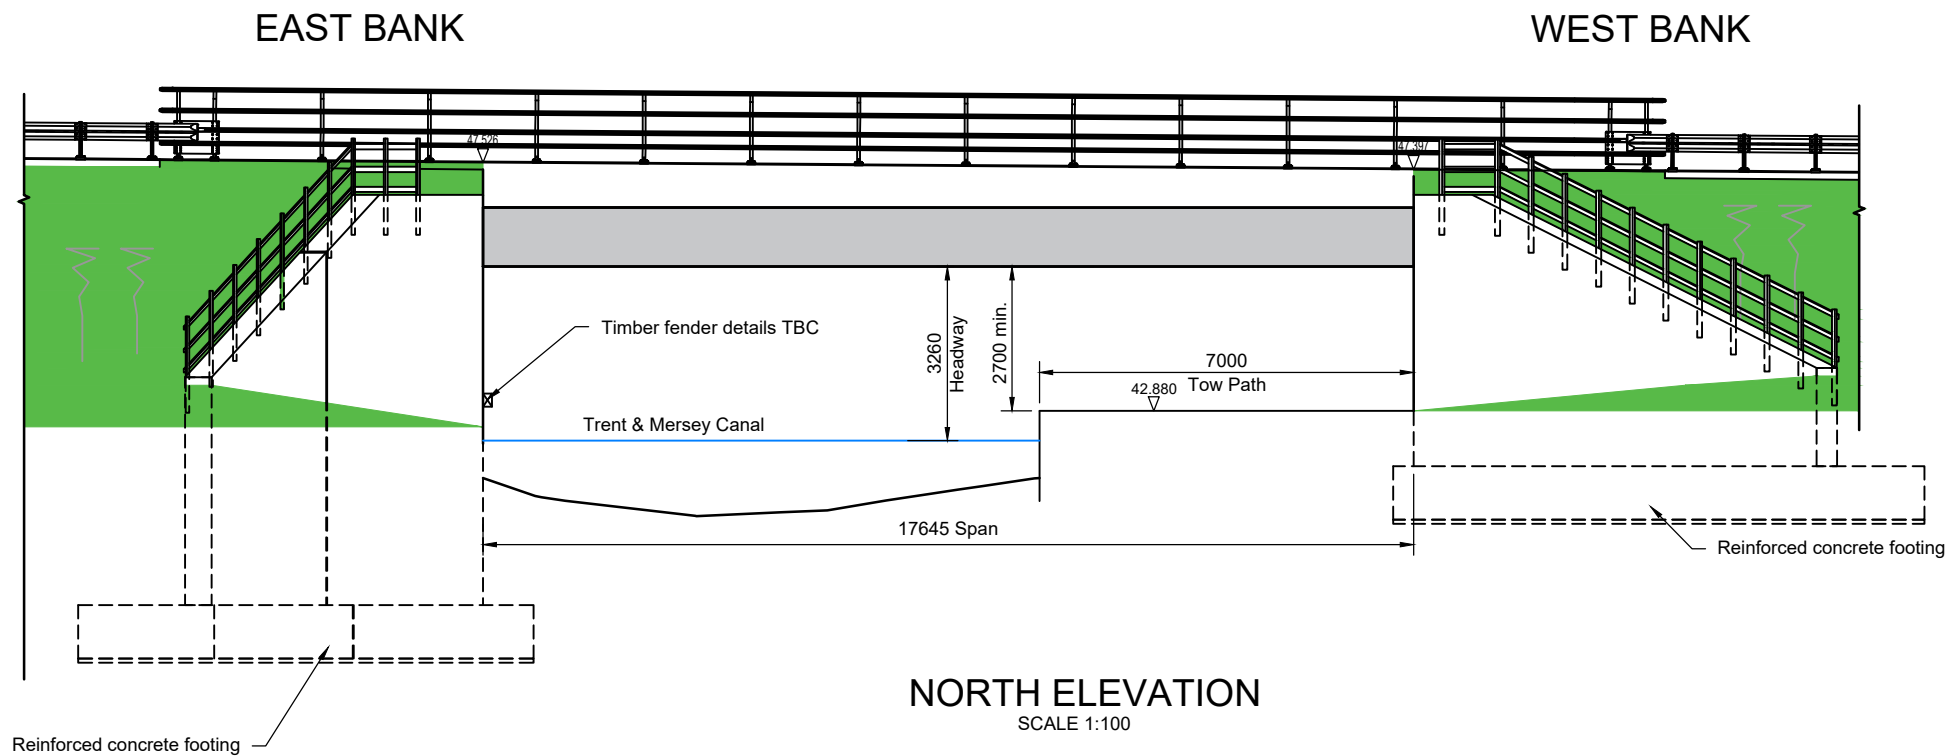 EAST BANK
WEST BANK
47.526
47.397
Timber fender details TBC
3260
Headway
2700 min.
7000
Tow Path
42.880
Trent & Mersey Canal
17645 Span
Reinforced concrete footing
NORTH ELEVATION
SCALE 1:100
Reinforced concrete footing